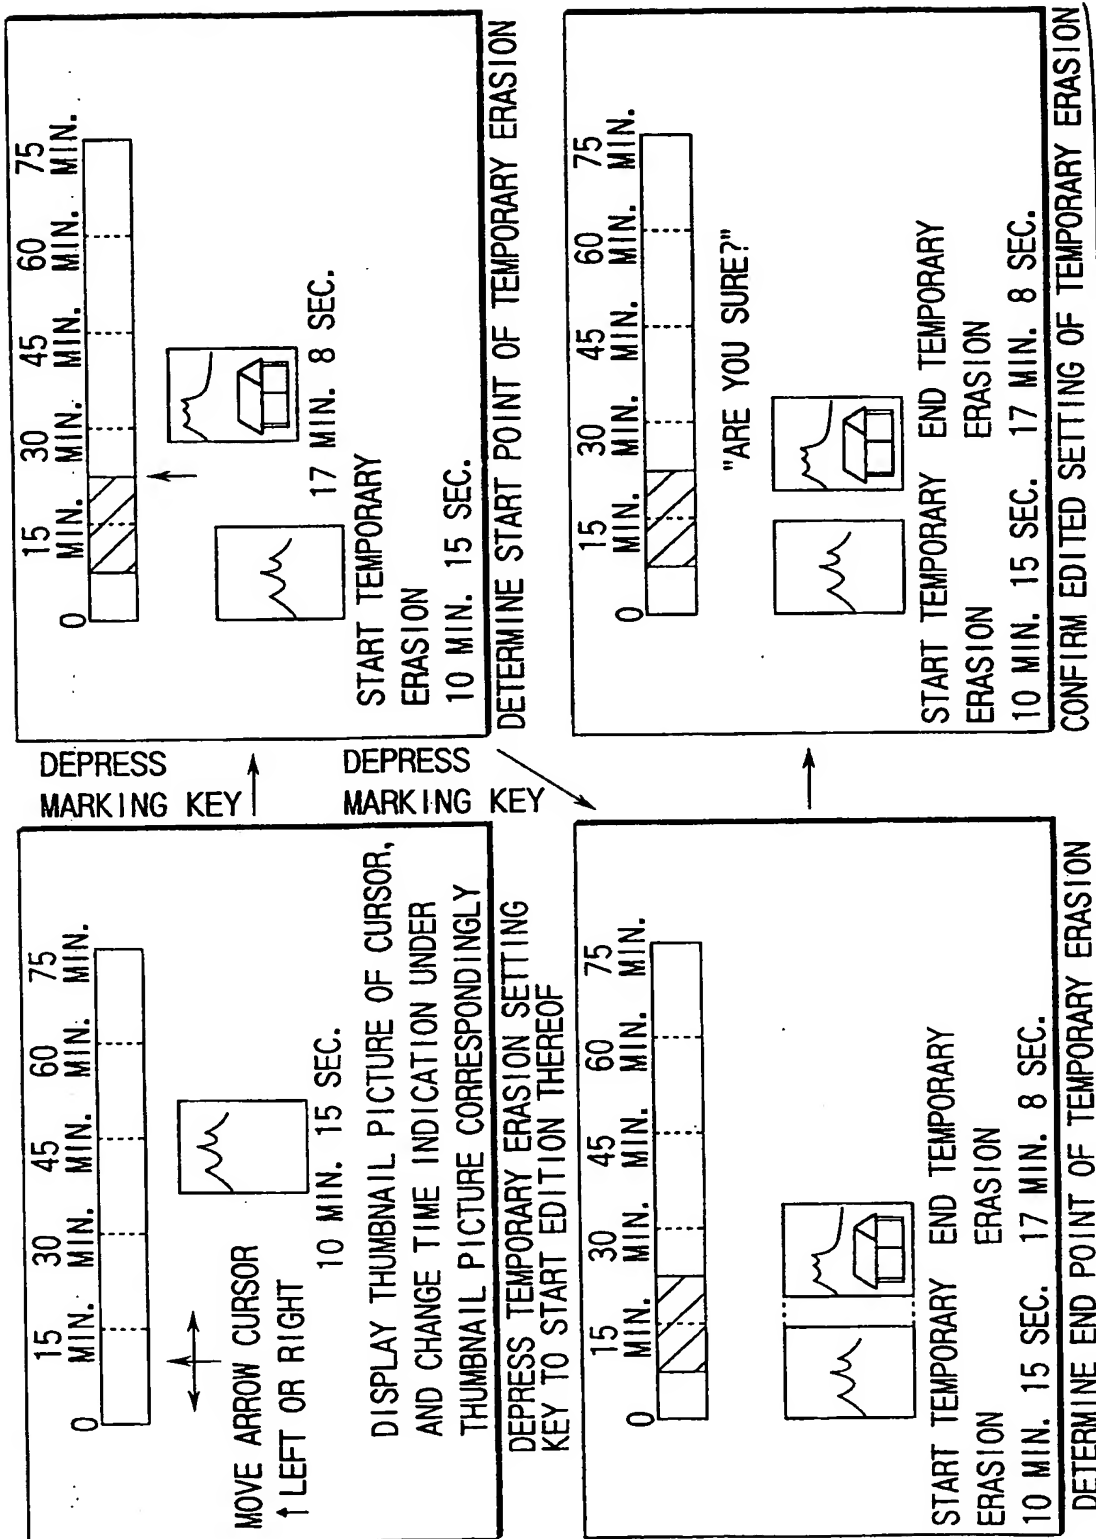 0
15 MIN.
30 MIN.
45 MIN.
60 MIN.
75 MIN.
MOVE ARROW CURSOR
↑LEFT OR RIGHT
10 MIN. 15 SEC.
DISPLAY THUMBNAIL PICTURE OF CURSOR,
AND CHANGE TIME INDICATION UNDER
THUMBNAIL PICTURE CORRESPONDINGLY
DEPRESS TEMPORARY ERASION SETTING
KEY TO START EDITION THEREOF
DEPRESS
MARKING KEY
0
15 MIN.
30 MIN.
45 MIN.
60 MIN.
75 MIN.
17 MIN. 8 SEC.
START TEMPORARY
ERASION
10 MIN. 15 SEC.
DETERMINE START POINT OF TEMPORARY ERASION
DEPRESS
MARKING KEY
0
15 MIN.
30 MIN.
45 MIN.
60 MIN.
75 MIN.
START TEMPORARY END TEMPORARY
ERASION ERASION
10 MIN. 15 SEC. 17 MIN. 8 SEC.
DETERMINE END POINT OF TEMPORARY ERASION
0
15 MIN.
30 MIN.
45 MIN.
60 MIN.
75 MIN.
"ARE YOU SURE?"
START TEMPORARY END TEMPORARY
ERASION ERASION
10 MIN. 15 SEC. 17 MIN. 8 SEC.
CONFIRM EDITED SETTING OF TEMPORARY ERASION